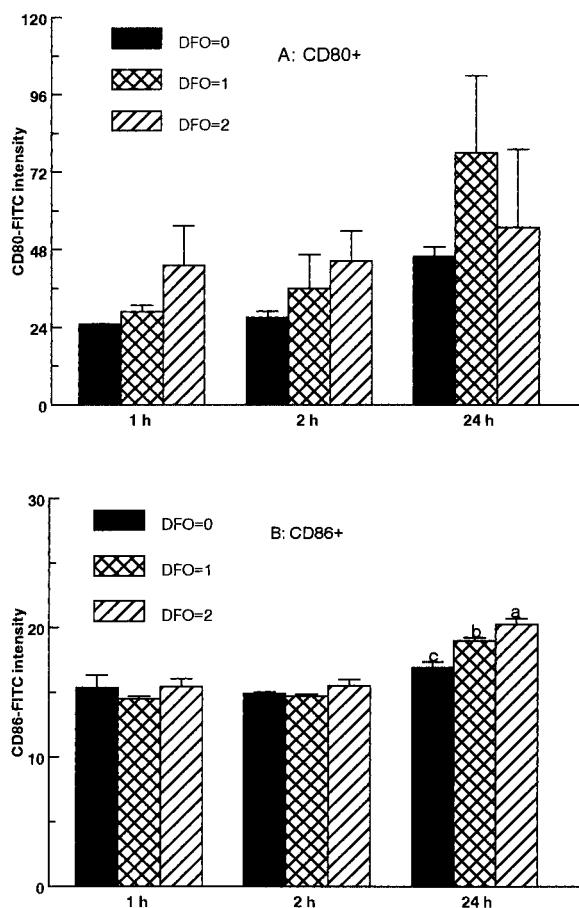 120
96
72
48
24
0
CD80-FITC intensity
DFO=0
DFO=1
DFO=2
A: CD80+
1 h
2 h
24 h
30
20
10
0
CD86-FITC intensity
DFO=0
DFO=1
DFO=2
B: CD86+
c
b
a
1 h
2 h
24 h